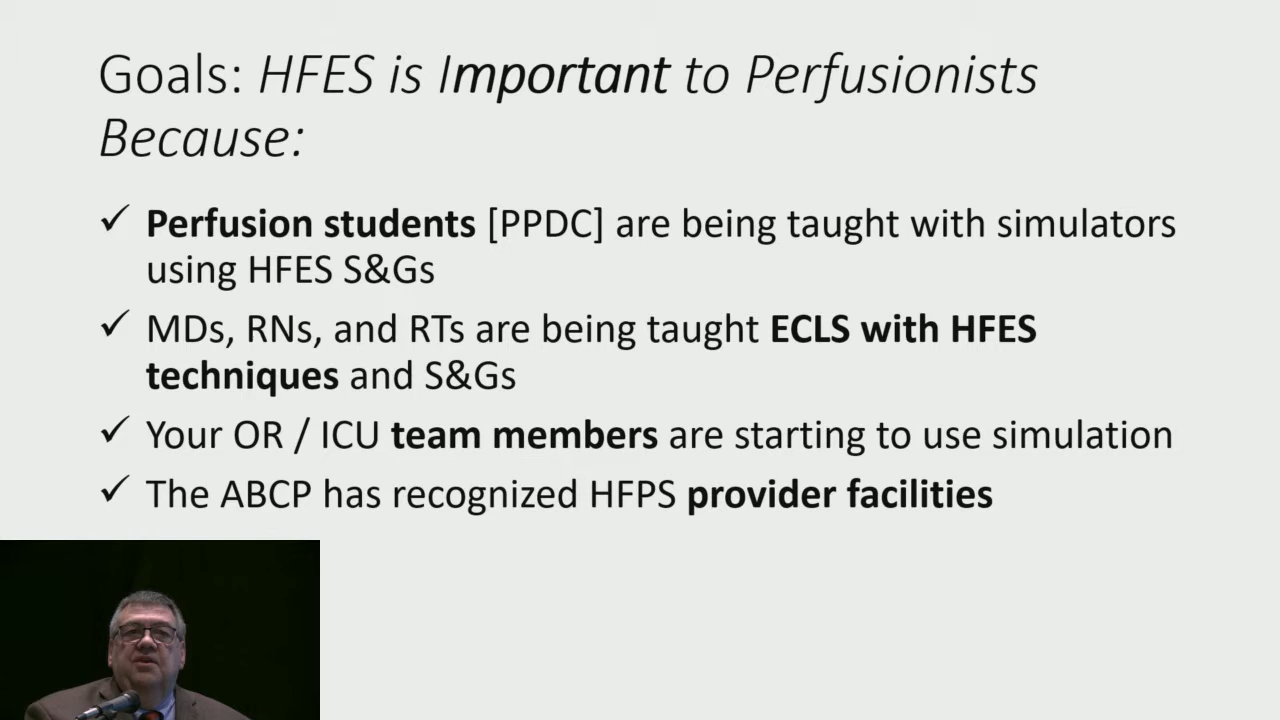 Goals: HFES is Important to Perfusionists
Because:
✓ Perfusion students [PPDC] are being taught with simulators
using HFES S&Gs
✓ MDs, RNs, and RTs are being taught ECLS with HFES
techniques and S&Gs
✓ Your OR / ICU team members are starting to use simulation
✓ The ABCP has recognized HFPS provider facilities